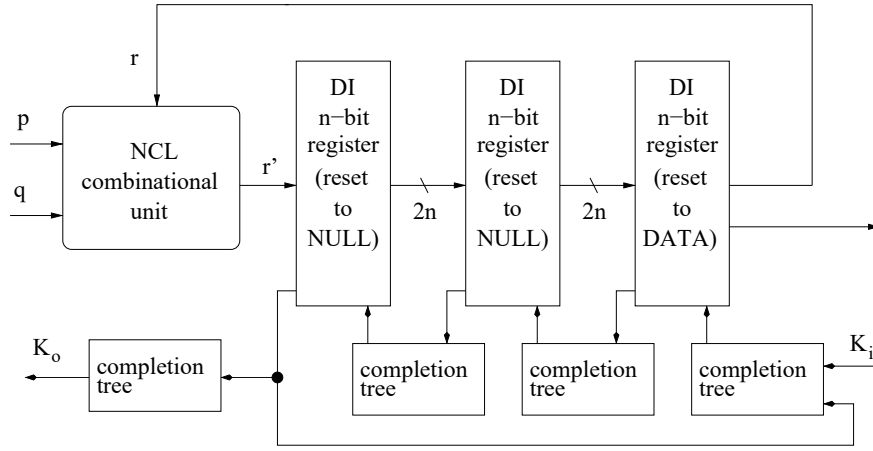 r
p
q
NCL
combinational
unit
r'
DI
n−bit
register
(reset
to
NULL)
2n
DI
n−bit
register
(reset
to
NULL)
2n
DI
n−bit
register
(reset
to
DATA)
K_o
completion
tree
completion
tree
completion
tree
completion
tree
K_i